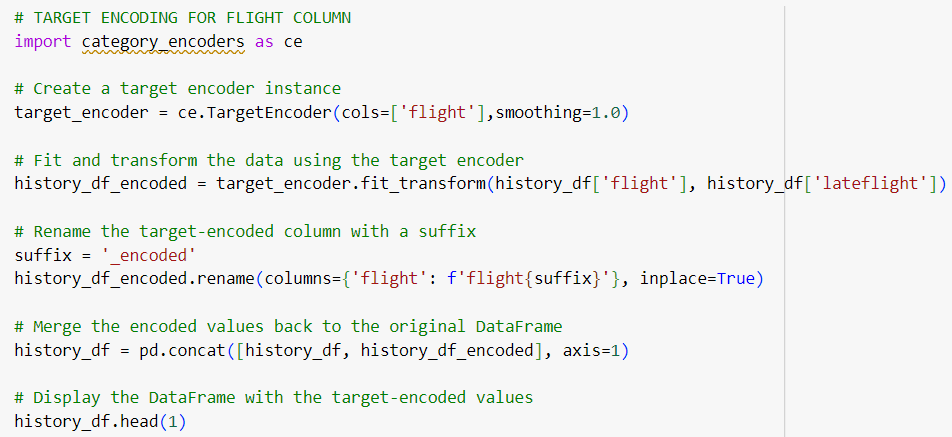 # TARGET ENCODING FOR FLIGHT COLUMN
import category_encoders as ce
# Create a target encoder instance
target_encoder = ce.TargetEncoder(cols=['flight'],smoothing=1.0)
# Fit and transform the data using the target encoder
history_df_encoded = target_encoder.fit_transform(history_df['flight'], history_df['lateflight'])
# Rename the target-encoded column with a suffix
suffix = '_encoded'
history_df_encoded.rename(columns={'flight': f'flight{suffix}'}, inplace=True)
# Merge the encoded values back to the original DataFrame
history_df = pd.concat([history_df, history_df_encoded], axis=1)
# Display the DataFrame with the target-encoded values
history_df.head(1)